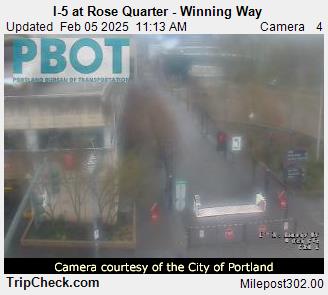 I-5 at Rose Quarter - Winning Way
Updated Feb 05 2025 11:13 AM Camera 4
PBOT
PORTLAND BUREAU OF TRANSPORTATION
Camera courtesy of the City of Portland
TripCheck.com Milepost302.00